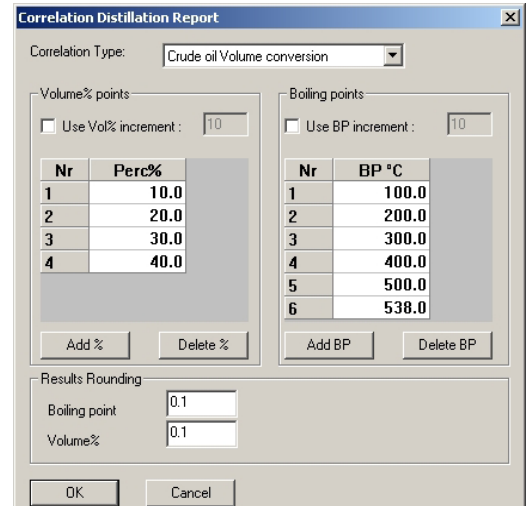 Correlation Distillation Report
Correlation Type: Crude oil Volume conversion
Volume% points
Use Vol% increment : 10
Nr Perc%
1 10.0
2 20.0
3 30.0
4 40.0
Add % Delete %
Boiling points
Use BP increment : 10
Nr BP °C
1 100.0
2 200.0
3 300.0
4 400.0
5 500.0
6 538.0
Add BP Delete BP
Results Rounding
Boiling point 0.1
Volume% 0.1
OK Cancel